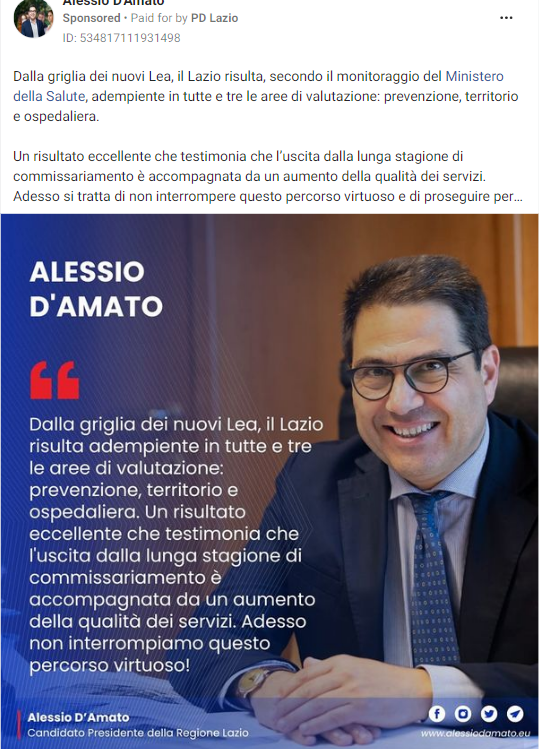 Alessio D'Amato
Sponsored • Paid for by PD Lazio
ID: 534817111931498
Dalla griglia dei nuovi Lea, il Lazio risulta, secondo il monitoraggio del Ministero
della Salute, adempiente in tutte e tre le aree di valutazione: prevenzione, territorio
e ospedaliera.
Un risultato eccellente che testimonia che l’uscita dalla lunga stagione di
commissariamento è accompagnata da un aumento della qualità dei servizi.
Adesso si tratta di non interrompere questo percorso virtuoso e di proseguire per...
ALESSIO
D'AMATO
Dalla griglia dei nuovi Lea, il Lazio
risulta adempiente in tutte e tre
le aree di valutazione:
prevenzione, territorio e
ospedaliera. Un risultato
eccellente che testimonia che
l'uscita dalla lunga stagione di
commissariamento è
accompagnata da un aumento
della qualità dei servizi. Adesso
non interrompiamo questo
percorso virtuoso!
Alessio D’Amato
Candidato Presidente della Regione Lazio
www.alessiodamato.eu